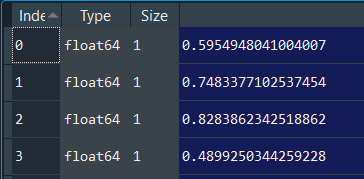 Inde Type Size
0 float64 1 0.5954948041004007
1 float64 1 0.7483377102537454
2 float64 1 0.8283862342518862
3 float64 1 0.4899250344259228